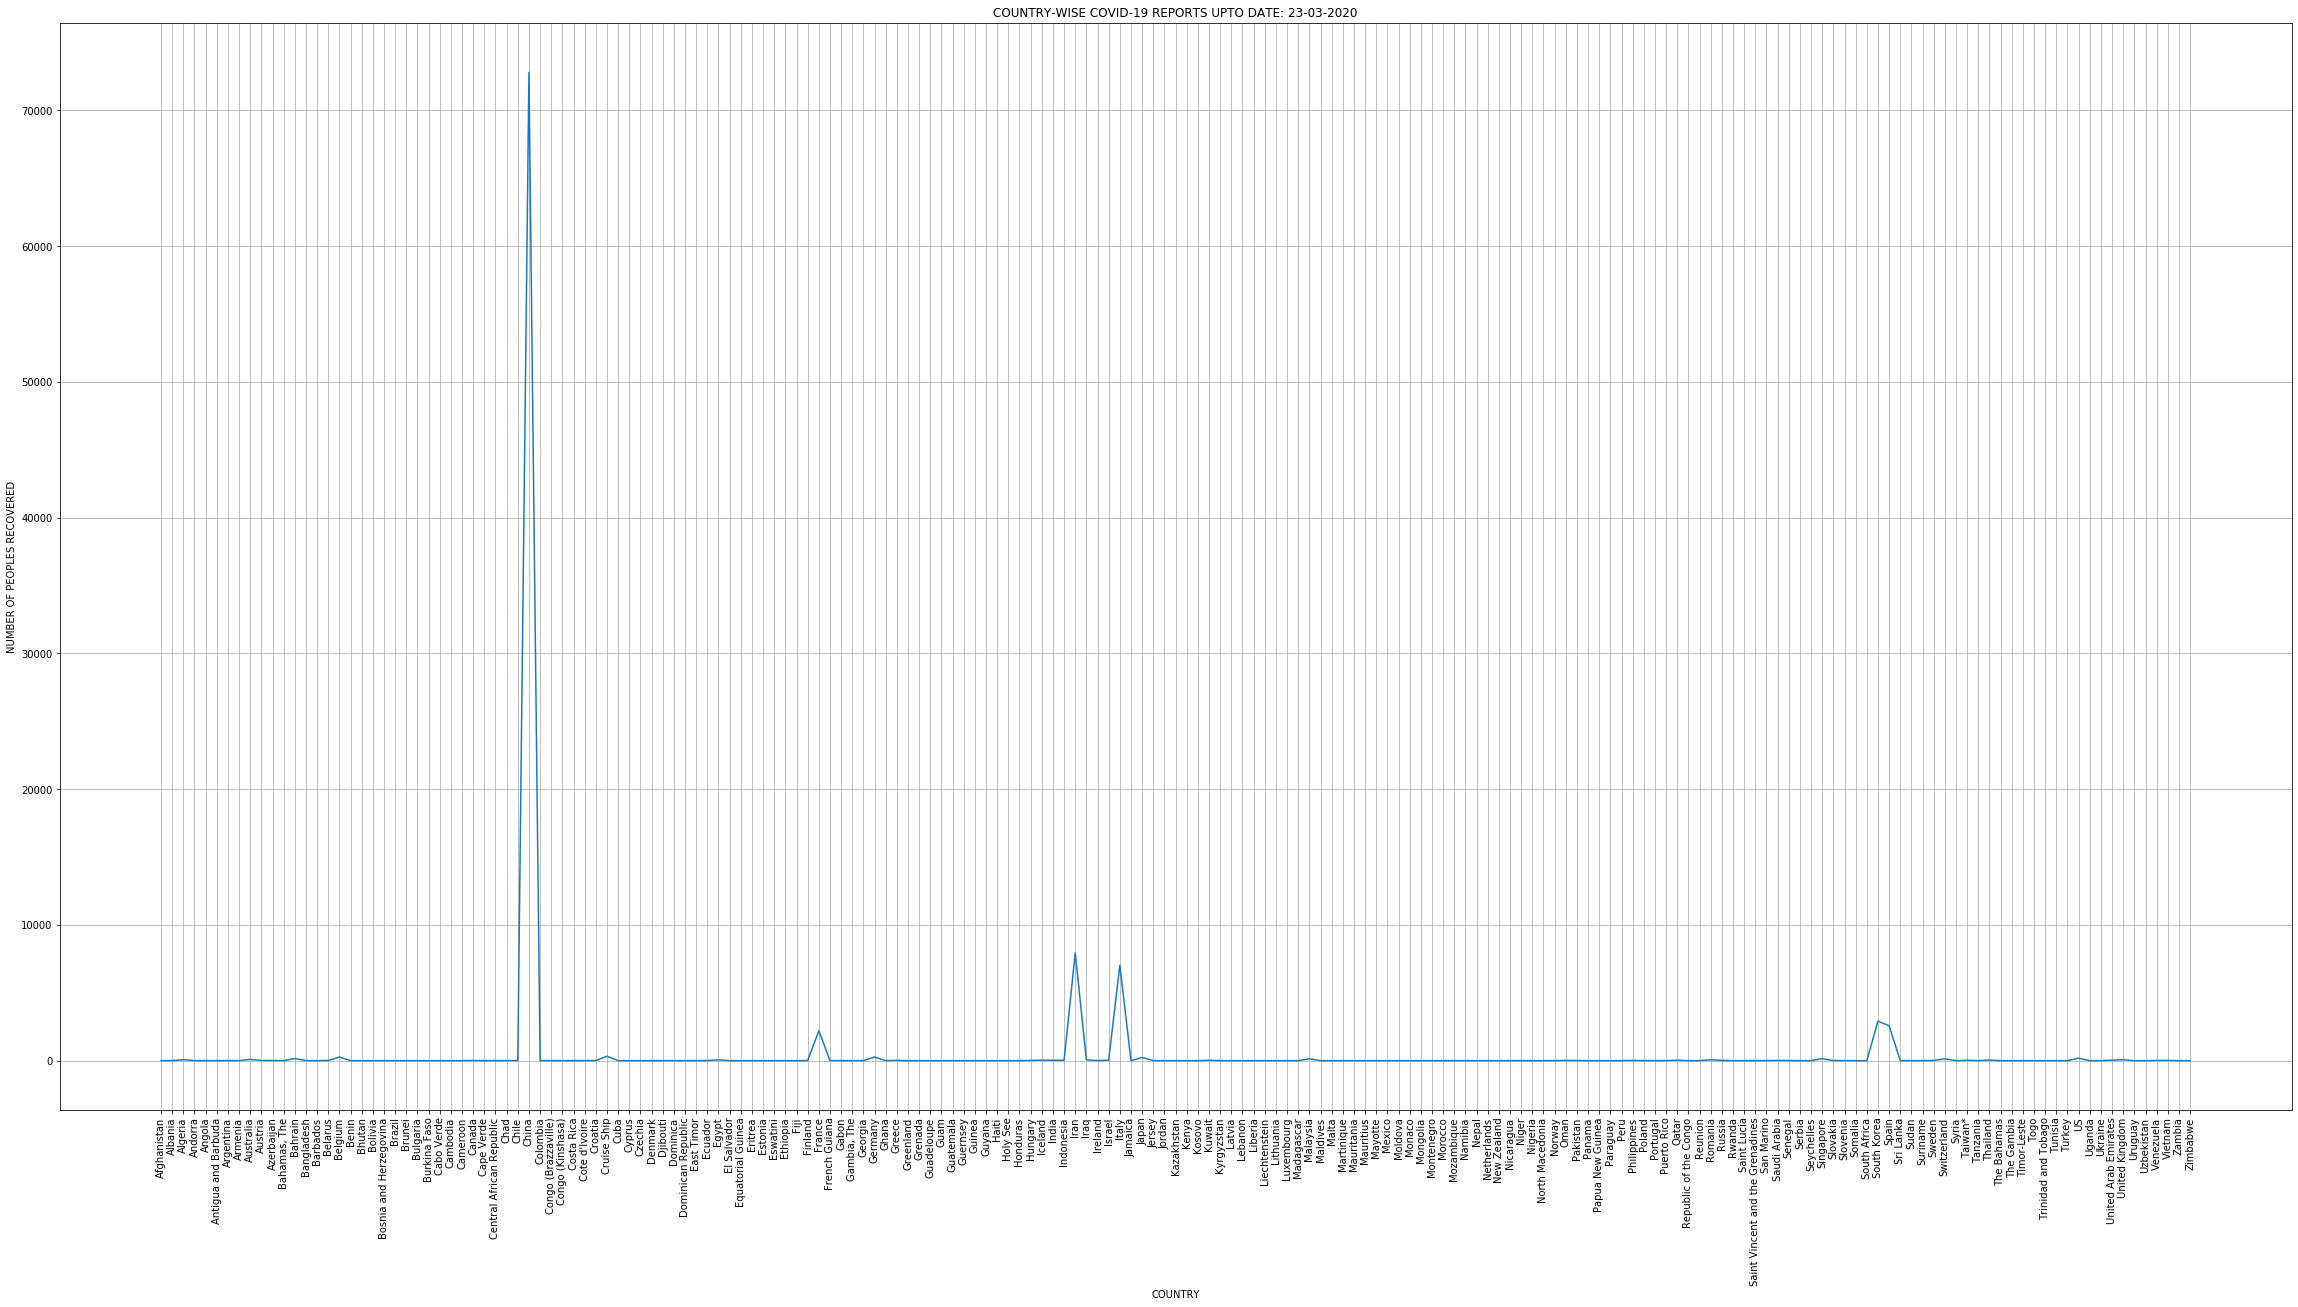 COUNTRY-WISE COVID-19 REPORTS UPTO DATE: 23-03-2020
NUMBER OF PEOPLES RECOVERED
70000
60000
50000
40000
30000
20000
10000
0
Afghanistan
Albania
Algeria
Andorra
Angola
Antigua and Barbuda
Argentina
Armenia
Australia
Austria
Azerbaijan
Bahamas, The
Bahrain
Bangladesh
Barbados
Belarus
Belgium
Benin
Bhutan
Bolivia
Bosnia and Herzegovina
Brazil
Brunei
Bulgaria
Burkina Faso
Cabo Verde
Cambodia
Cameroon
Canada
Cape Verde
Central African Republic
Chad
Chile
China
Colombia
Congo (Brazzaville)
Congo (Kinshasa)
Costa Rica
Cote d'Ivoire
Croatia
Cruise Ship
Cuba
Cyprus
Czechia
Denmark
Djibouti
Dominica
Dominican Republic
East Timor
Ecuador
Egypt
El Salvador
Equatorial Guinea
Eritrea
Estonia
Eswatini
Ethiopia
Fiji
Finland
France
French Guiana
Gabon
Gambia, The
Georgia
Germany
Ghana
Greece
Greenland
Grenada
Guadeloupe
Guam
Guatemala
Guernsey
Guinea
Guyana
Haiti
Holy See
Honduras
Hungary
Iceland
India
Indonesia
Iran
Iraq
Ireland
Israel
Italy
Jamaica
Japan
Jersey
Jordan
Kazakhstan
Kenya
Kosovo
Kuwait
Kyrgyzstan
Latvia
Lebanon
Liberia
Liechtenstein
Lithuania
Luxembourg
Madagascar
Malaysia
Maldives
Malta
Martinique
Mauritania
Mauritius
Mayotte
Mexico
Moldova
Monaco
Mongolia
Montenegro
Morocco
Mozambique
Namibia
Nepal
Netherlands
New Zealand
Nicaragua
Niger
Nigeria
North Macedonia
Norway
Oman
Pakistan
Panama
Papua New Guinea
Paraguay
Peru
Philippines
Poland
Portugal
Puerto Rico
Qatar
Republic of the Congo
Reunion
Romania
Russia
Rwanda
Saint Lucia
Saint Vincent and the Grenadines
San Marino
Saudi Arabia
Senegal
Serbia
Seychelles
Singapore
Slovakia
Slovenia
Somalia
South Africa
South Korea
Spain
Sri Lanka
Sudan
Suriname
Sweden
Switzerland
Syria
Taiwan*
Tanzania
Thailand
The Bahamas
The Gambia
Timor-Leste
Togo
Trinidad and Tobago
Tunisia
Turkey
US
Uganda
Ukraine
United Arab Emirates
United Kingdom
Uruguay
Uzbekistan
Venezuela
Vietnam
Zambia
Zimbabwe
COUNTRY